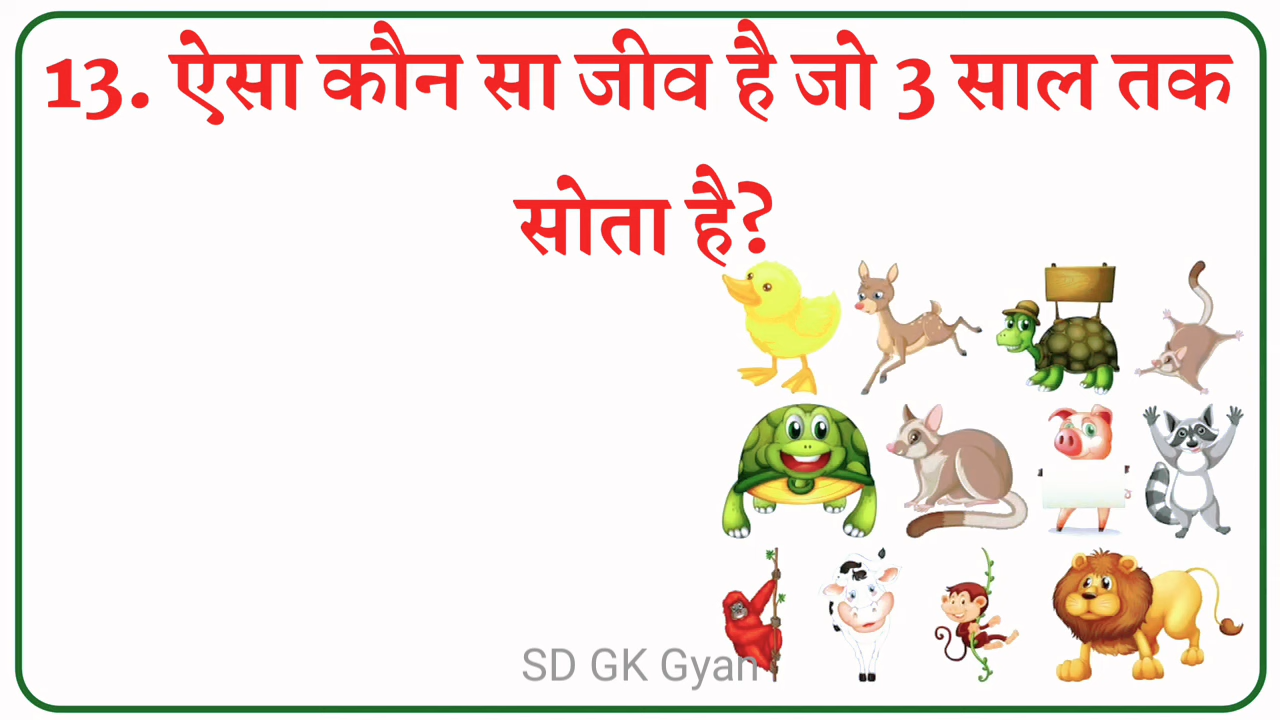 13. ऐसा कौन सा जीव है जो 3 साल तक
सोता है?
SD GK Gyan